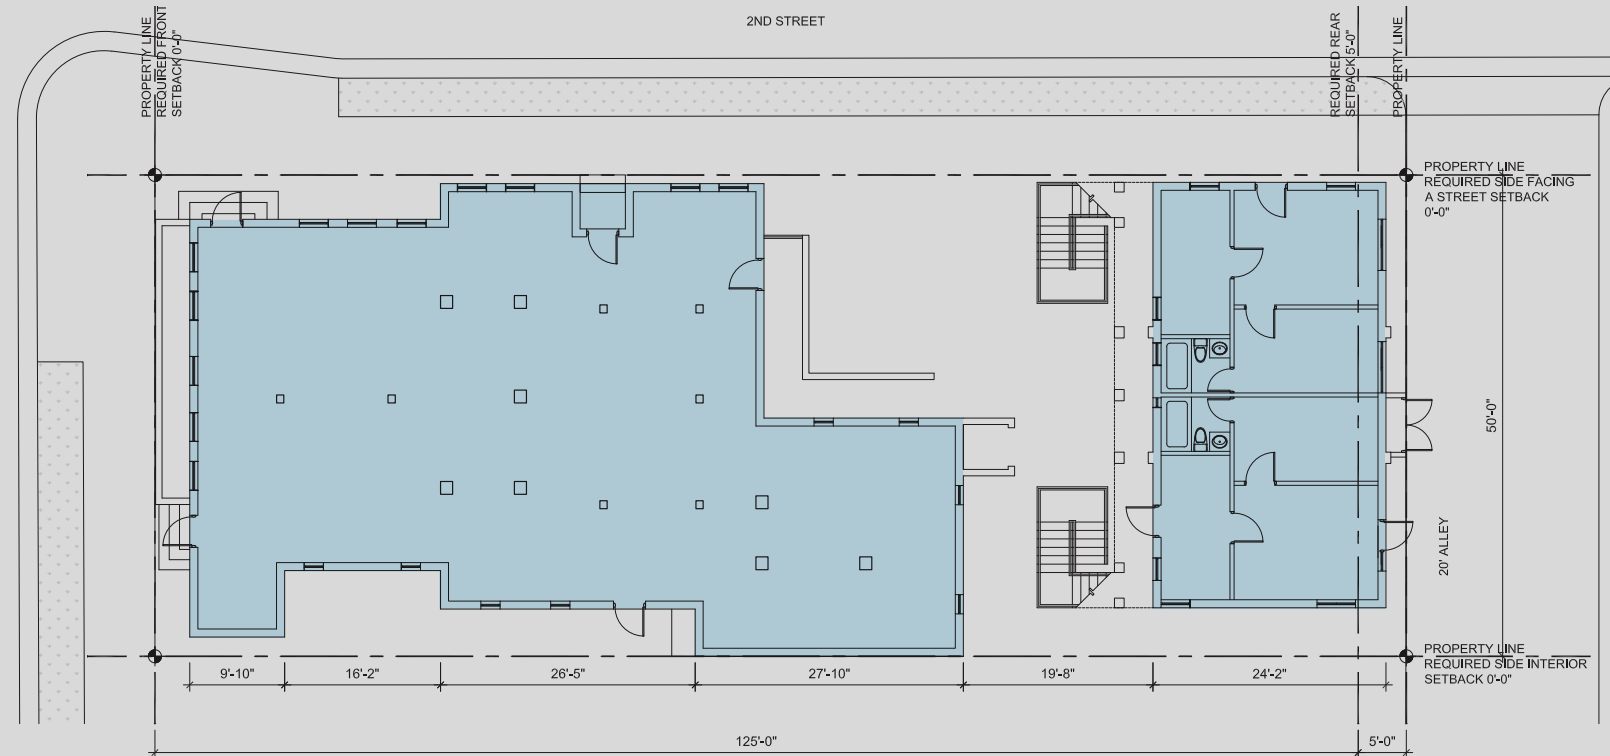 2ND STREET
PROPERTY LINE
REQUIRED FRONT
SETBACK 0'-0"
REQUIRED REAR
SETBACK 5'-0"
PROPERTY LINE
PROPERTY LINE
REQUIRED SIDE FACING
A STREET SETBACK
0'-0"
50'-0"
20' ALLEY
PROPERTY LINE
REQUIRED SIDE INTERIOR
SETBACK 0'-0"
9'-10"
16'-2"
26'-5"
27'-10"
19'-8"
24'-2"
125'-0"
5'-0"